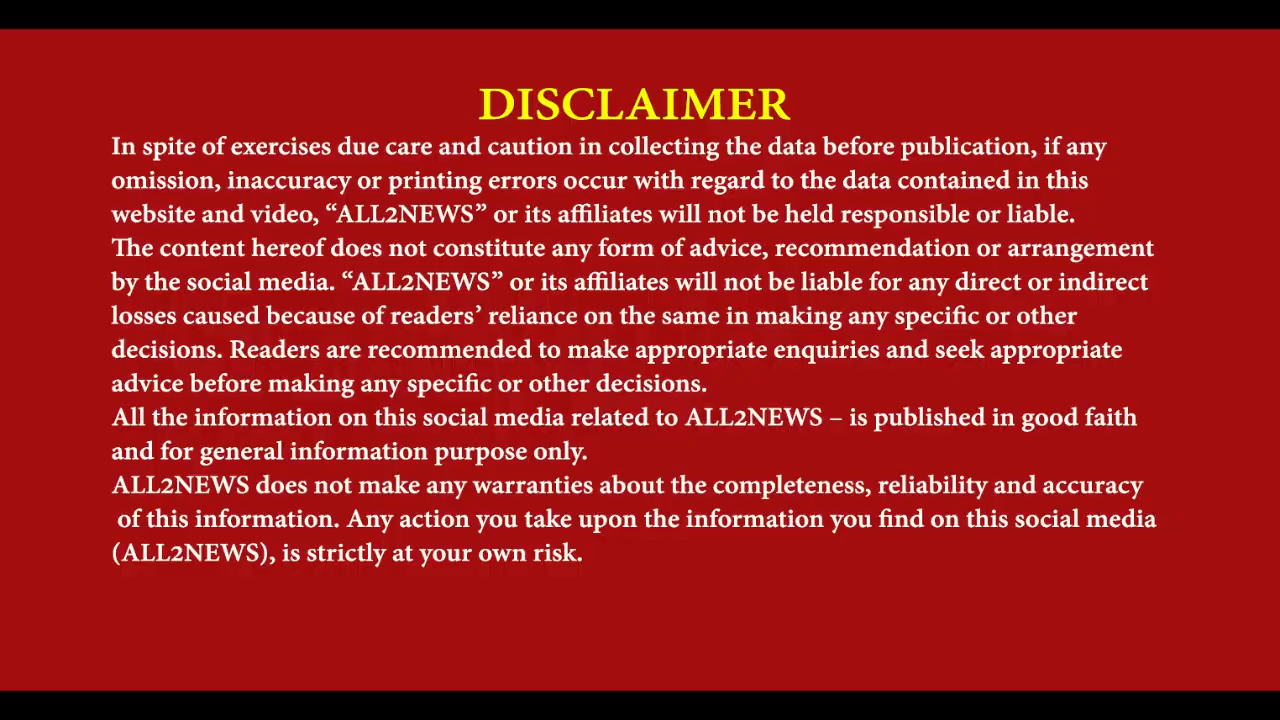 DISCLAIMER
In spite of exercises due care and caution in collecting the data before publication, if any
omission, inaccuracy or printing errors occur with regard to the data contained in this
website and video, “ALL2NEWS” or its affiliates will not be held responsible or liable.
The content hereof does not constitute any form of advice, recommendation or arrangement
by the social media. “ALL2NEWS” or its affiliates will not be liable for any direct or indirect
losses caused because of readers’ reliance on the same in making any specific or other
decisions. Readers are recommended to make appropriate enquiries and seek appropriate
advice before making any specific or other decisions.
All the information on this social media related to ALL2NEWS – is published in good faith
and for general information purpose only.
ALL2NEWS does not make any warranties about the completeness, reliability and accuracy
of this information. Any action you take upon the information you find on this social media
(ALL2NEWS), is strictly at your own risk.